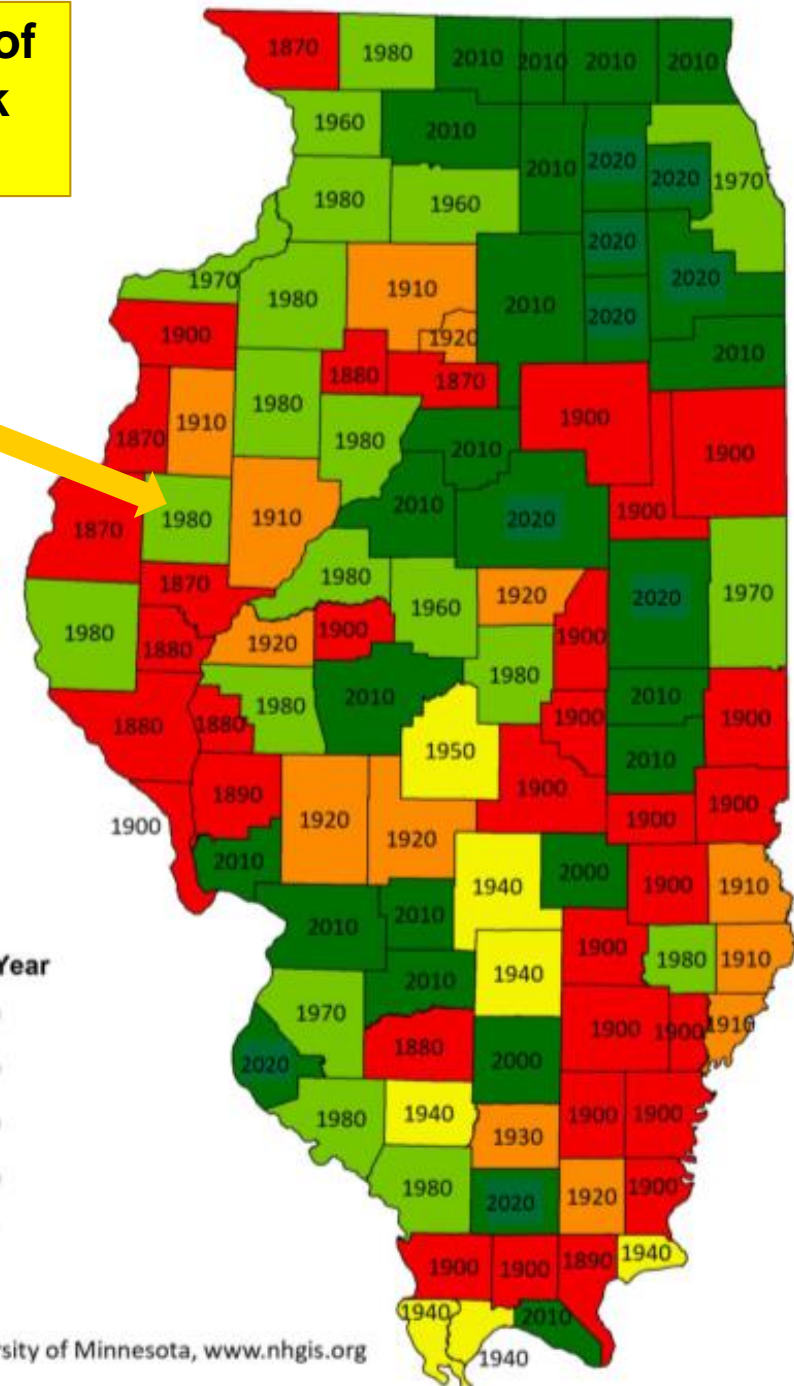 of
1870 1980 2010 2010 2010 2010
1960 2010 2010 2020 2020 1970
1980 1960 2020
1970 1980 1910 2010 2020 2020
1900 1920 2010
1880 1870
1870 1910 1980 1980 2010 1900 1900
1870 1980 1910 2010 2020 1900
1870 1980 1960 1920 2020 1970
1980 1880 1920 1900 1900
1980 2010 1980 2010
1880 1880 1950 1900 2010 1900
1900 1890 1920 1920 1900 1900 1900
2010 1940 2000 1900 1910
2010 2010 1900 1980 1910
1970 2010 1940 1900 1900 1910
2020 1880 2000
1980 1940 1930 1900 1900
1980 2020 1920 1900
1900 1900 1890 1940
1940 1940 2010
Year
sity of Minnesota, www.nhgis.org